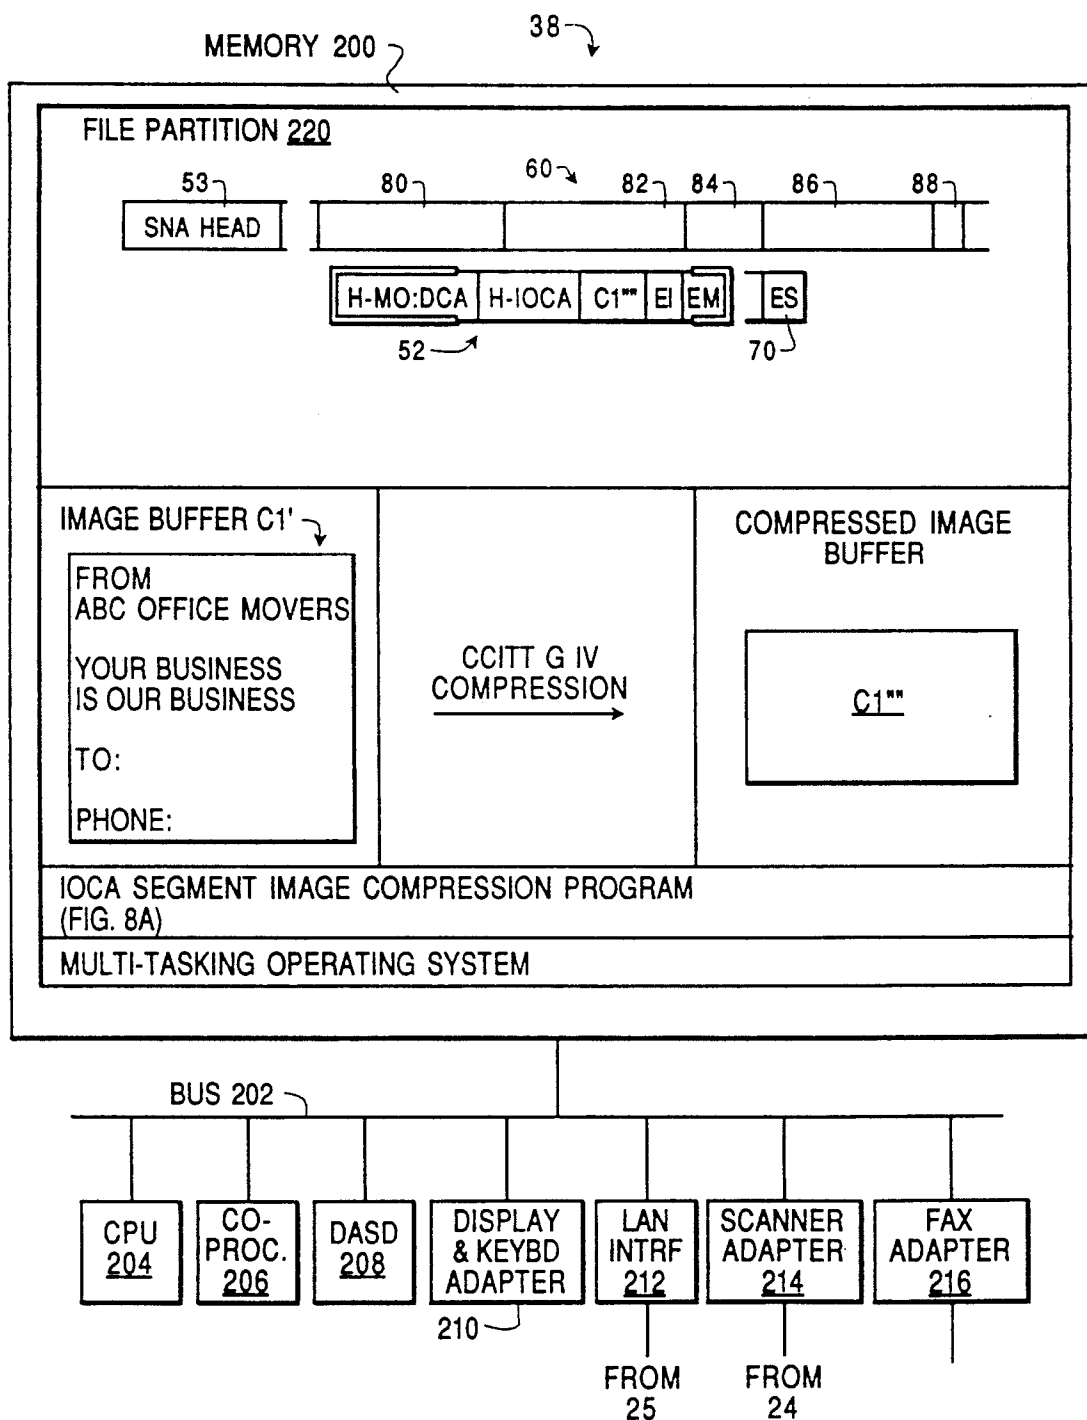 38
MEMORY 200
FILE PARTITION 220
53 80 60 82 84 86 88
SNA HEAD
H-MO:DCA H-IOCA C1"" EI EM ES
52 70
IMAGE BUFFER C1'
FROM
ABC OFFICE MOVERS
YOUR BUSINESS
IS OUR BUSINESS
TO:
PHONE:
CCITT G IV
COMPRESSION
COMPRESSED IMAGE
BUFFER
C1""
IOCA SEGMENT IMAGE COMPRESSION PROGRAM
(FIG. 8A)
MULTI-TASKING OPERATING SYSTEM
BUS 202
CPU
204
CO-
PROC.
206
DASD
208
DISPLAY
& KEYBD
ADAPTER
210
LAN
INTRF
212
SCANNER
ADAPTER
214
FAX
ADAPTER
216
FROM
25
FROM
24